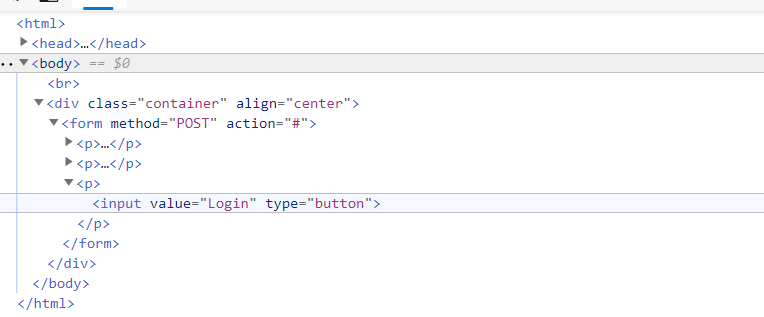 <html>
<head>…</head>
<body> == $0
<br>
<div class="container" align="center">
<form method="POST" action="#">
<p>…</p>
<p>…</p>
<p>
<input value="Login" type="button">
</p>
</form>
</div>
</body>
</html>